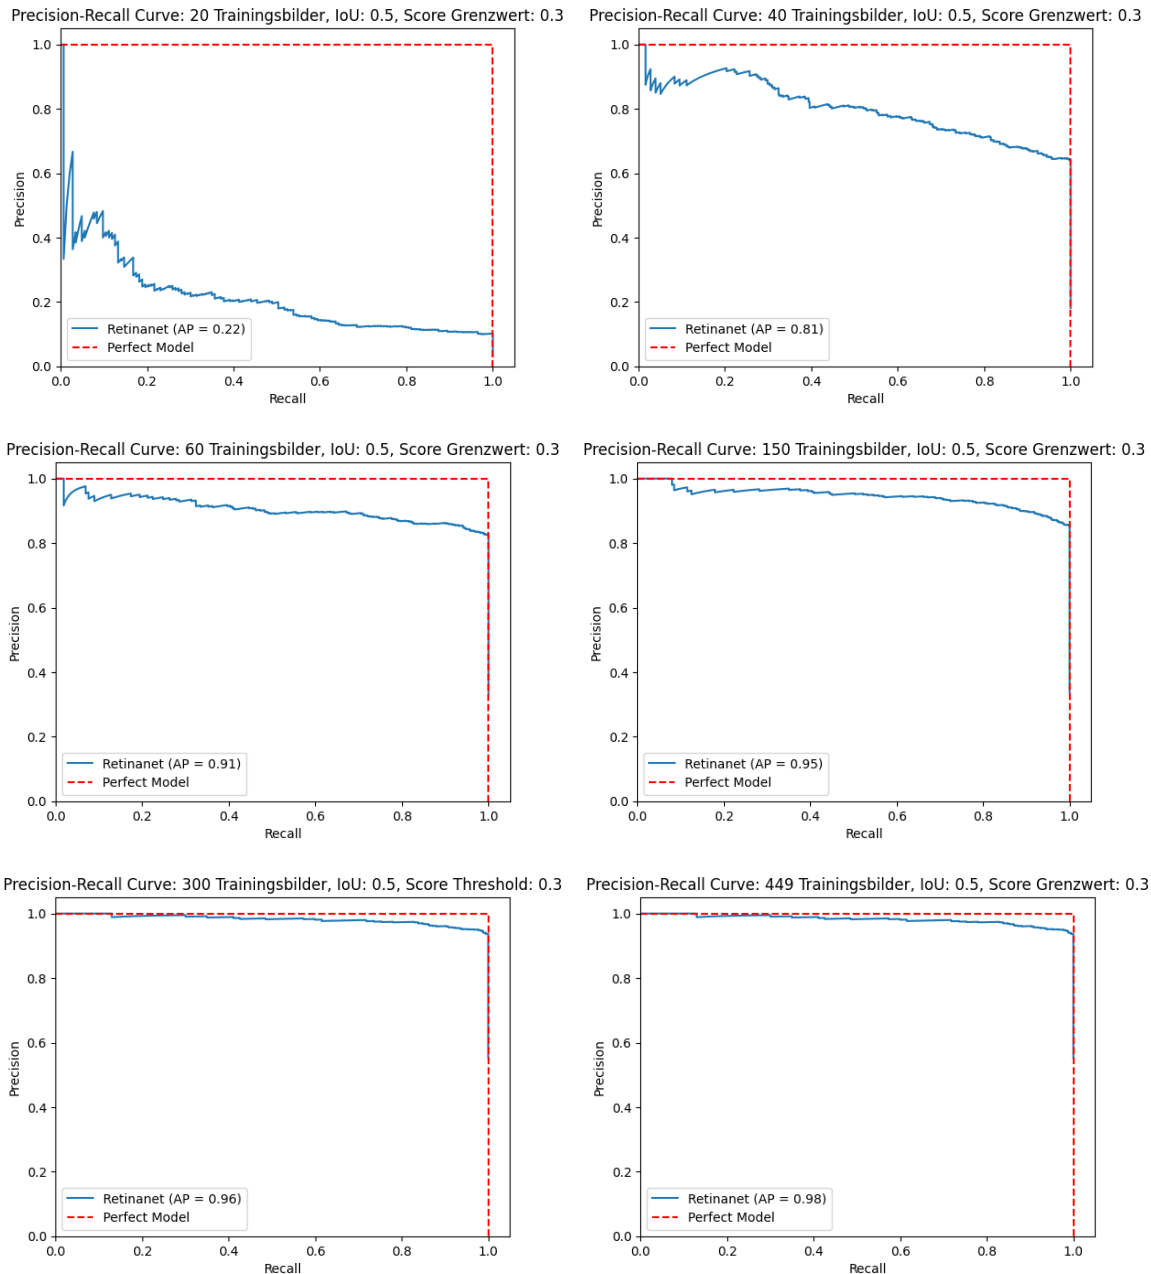 Precision-Recall Curve: 20 Trainingsbilder, IoU: 0.5, Score Grenzwert: 0.3
1.0
0.8
0.6
0.4
0.2
0.0
Precision
Retinanet (AP = 0.22)
Perfect Model
0.0 0.2 0.4 0.6 0.8 1.0
Recall
Precision-Recall Curve: 40 Trainingsbilder, IoU: 0.5, Score Grenzwert: 0.3
1.0
0.8
0.6
0.4
0.2
0.0
Precision
Retinanet (AP = 0.81)
Perfect Model
0.0 0.2 0.4 0.6 0.8 1.0
Recall
Precision-Recall Curve: 60 Trainingsbilder, IoU: 0.5, Score Grenzwert: 0.3
1.0
0.8
0.6
0.4
0.2
0.0
Precision
Retinanet (AP = 0.91)
Perfect Model
0.0 0.2 0.4 0.6 0.8 1.0
Recall
Precision-Recall Curve: 150 Trainingsbilder, IoU: 0.5, Score Grenzwert: 0.3
1.0
0.8
0.6
0.4
0.2
0.0
Precision
Retinanet (AP = 0.95)
Perfect Model
0.0 0.2 0.4 0.6 0.8 1.0
Recall
Precision-Recall Curve: 300 Trainingsbilder, IoU: 0.5, Score Threshold: 0.3
1.0
0.8
0.6
0.4
0.2
0.0
Precision
Retinanet (AP = 0.96)
Perfect Model
0.0 0.2 0.4 0.6 0.8 1.0
Recall
Precision-Recall Curve: 449 Trainingsbilder, IoU: 0.5, Score Grenzwert: 0.3
1.0
0.8
0.6
0.4
0.2
0.0
Precision
Retinanet (AP = 0.98)
Perfect Model
0.0 0.2 0.4 0.6 0.8 1.0
Recall